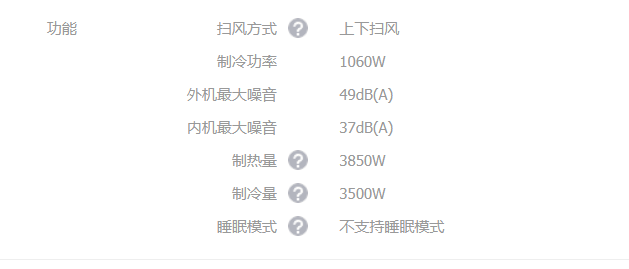 功能 扫风方式 ? 上下扫风
制冷功率 1060W
外机最大噪音 49dB(A)
内机最大噪音 37dB(A)
制热量 ? 3850W
制冷量 ? 3500W
睡眠模式 ? 不支持睡眠模式